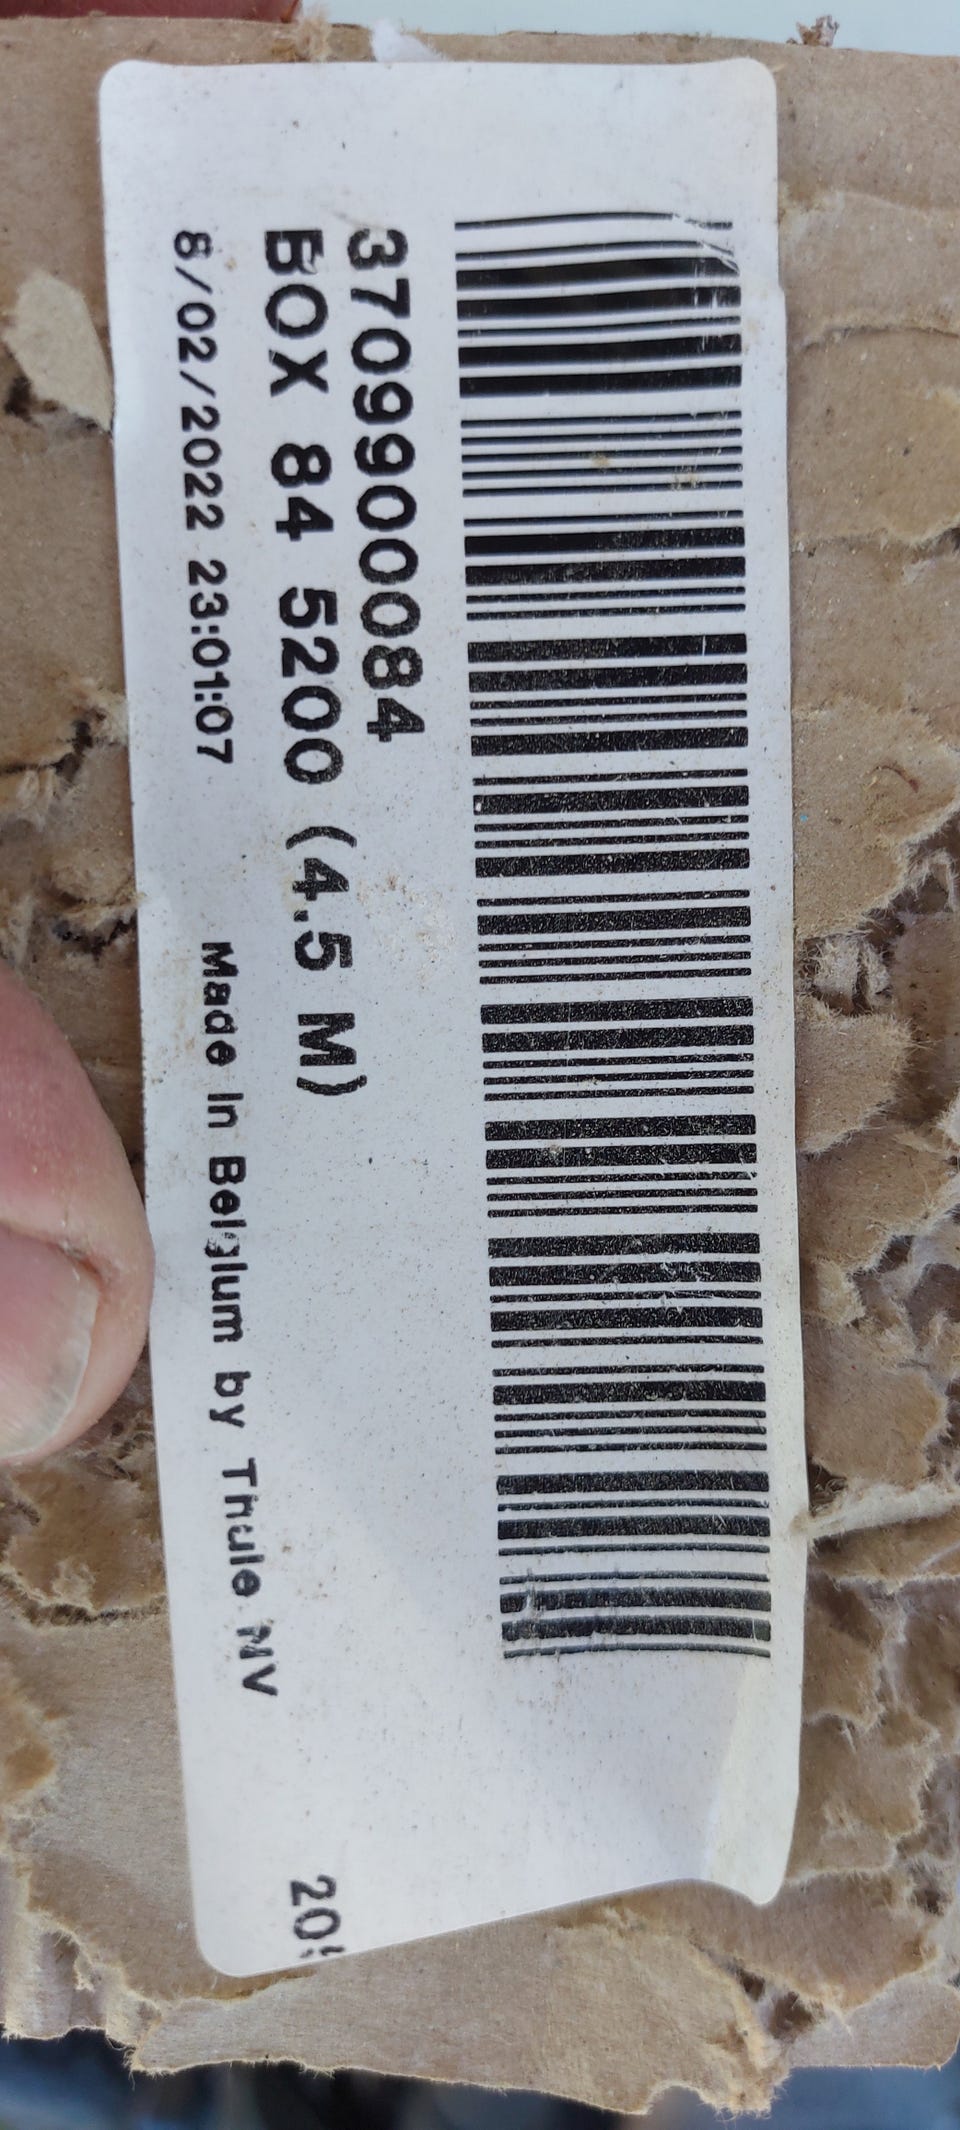 3709900084
BOX 84 5200 (4.5 M)
8/02/2022 23:01:07 Made in Belgium by Thule NV